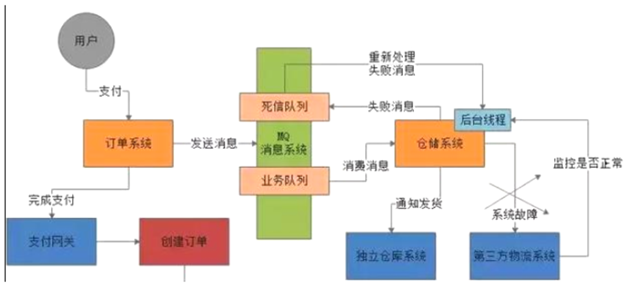 用户
支付
重新处理
失败消息
死信队列
失败消息
后台线程
订单系统
发送消息
MQ
消息系统
仓储系统
消费消息
监控是否正常
业务队列
完成支付
通知发货
系统故障
支付网关
创建订单
独立仓库系统
第三方物流系统